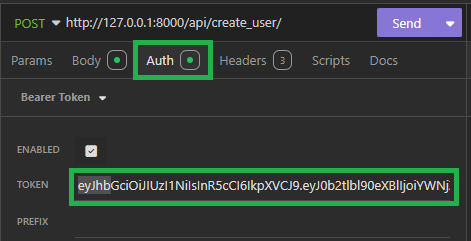 POST http://127.0.0.1:8000/api/create_user/ Send
Params Body Auth Headers 3 Scripts Docs
Bearer Token
ENABLED
TOKEN eyJhbGciOiJIUzI1NiIsInR5cCI6IkpXVCJ9.eyJ0b2tlbl90eXBlIjoiYWNj
PREFIX